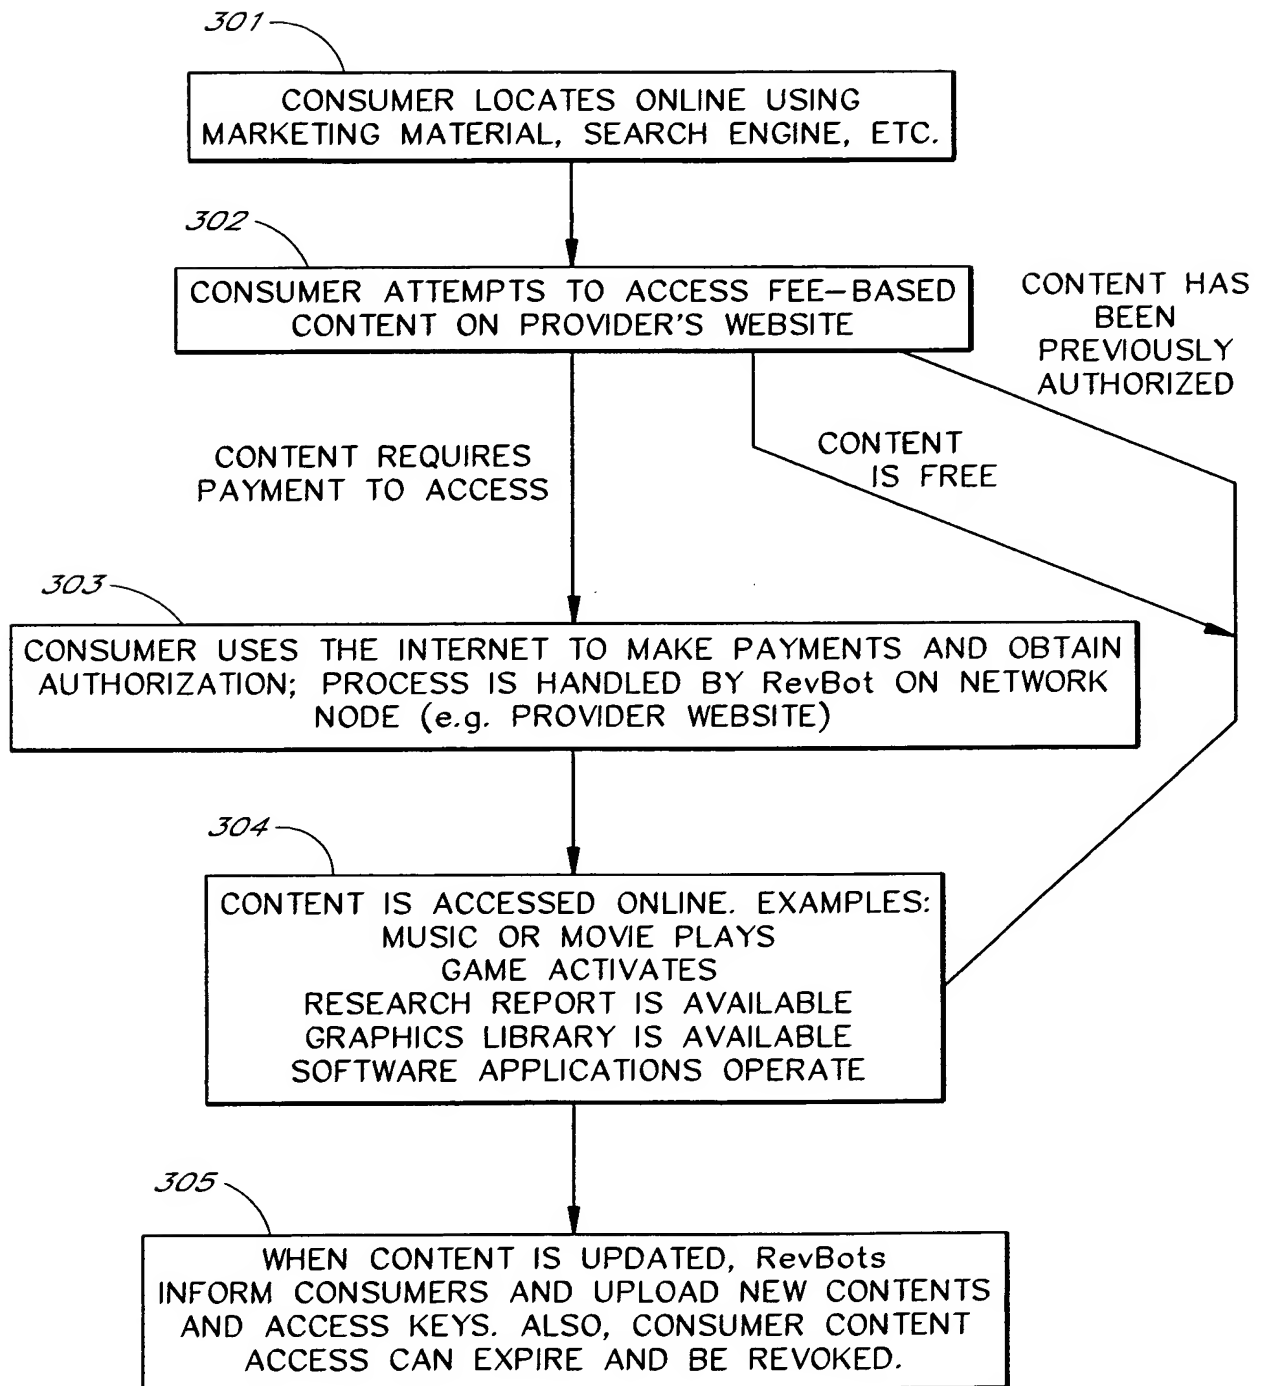 301
CONSUMER LOCATES ONLINE USING
MARKETING MATERIAL, SEARCH ENGINE, ETC.
302
CONSUMER ATTEMPTS TO ACCESS FEE-BASED
CONTENT ON PROVIDER'S WEBSITE
CONTENT HAS
BEEN
PREVIOUSLY
AUTHORIZED
CONTENT REQUIRES
PAYMENT TO ACCESS
CONTENT
IS FREE
303
CONSUMER USES THE INTERNET TO MAKE PAYMENTS AND OBTAIN
AUTHORIZATION; PROCESS IS HANDLED BY RevBot ON NETWORK
NODE (e.g. PROVIDER WEBSITE)
304
CONTENT IS ACCESSED ONLINE. EXAMPLES:
MUSIC OR MOVIE PLAYS
GAME ACTIVATES
RESEARCH REPORT IS AVAILABLE
GRAPHICS LIBRARY IS AVAILABLE
SOFTWARE APPLICATIONS OPERATE
305
WHEN CONTENT IS UPDATED, RevBots
INFORM CONSUMERS AND UPLOAD NEW CONTENTS
AND ACCESS KEYS. ALSO, CONSUMER CONTENT
ACCESS CAN EXPIRE AND BE REVOKED.